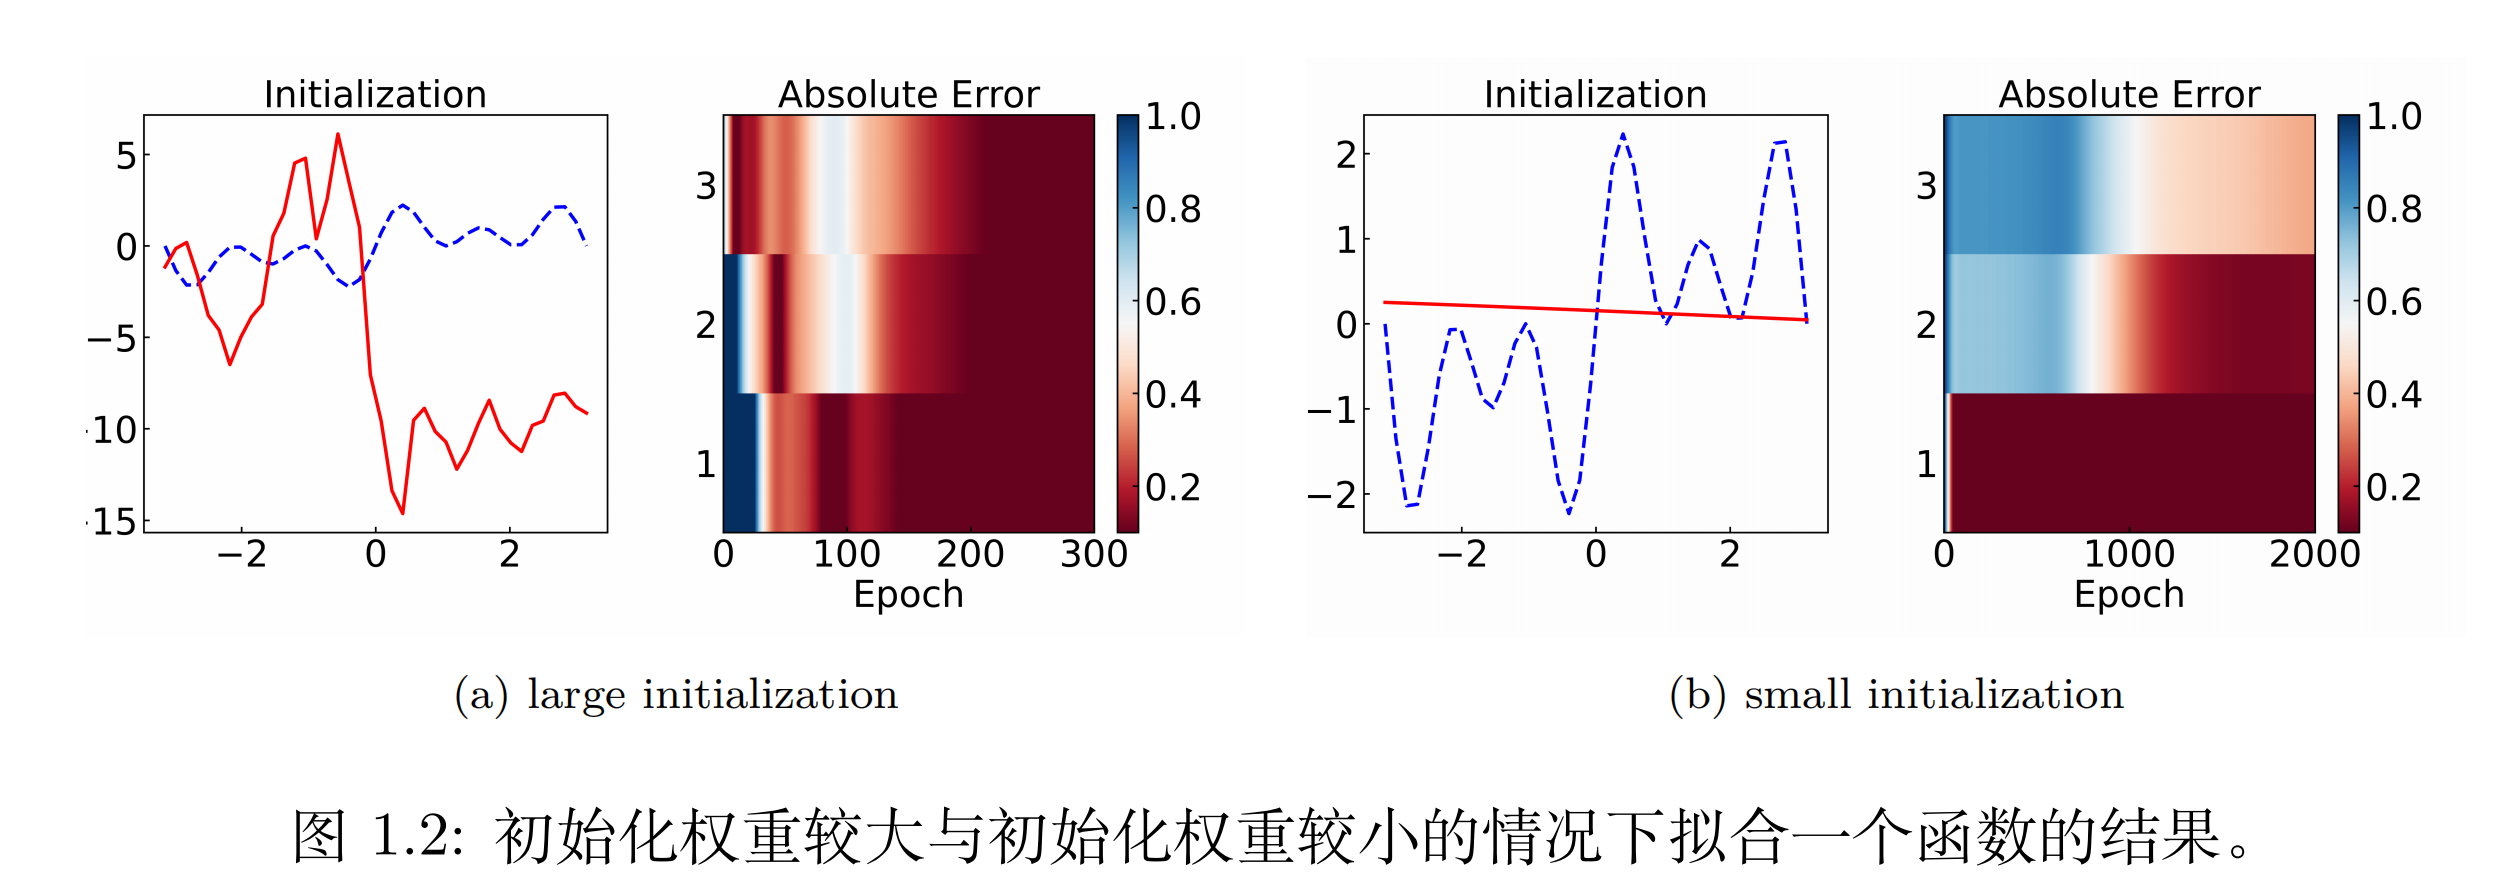 Initialization
5
0
−5
-10
-15
−2 0 2
Absolute Error
3
2
1
0 100 200 300
Epoch
1.0
0.8
0.6
0.4
0.2
(a) large initialization
Initialization
2
1
0
−1
−2
−2 0 2
Absolute Error
3
2
1
0 1000 2000
Epoch
1.0
0.8
0.6
0.4
0.2
(b) small initialization
图 1.2: 初始化权重较大与初始化权重较小的情况下拟合一个函数的结果。